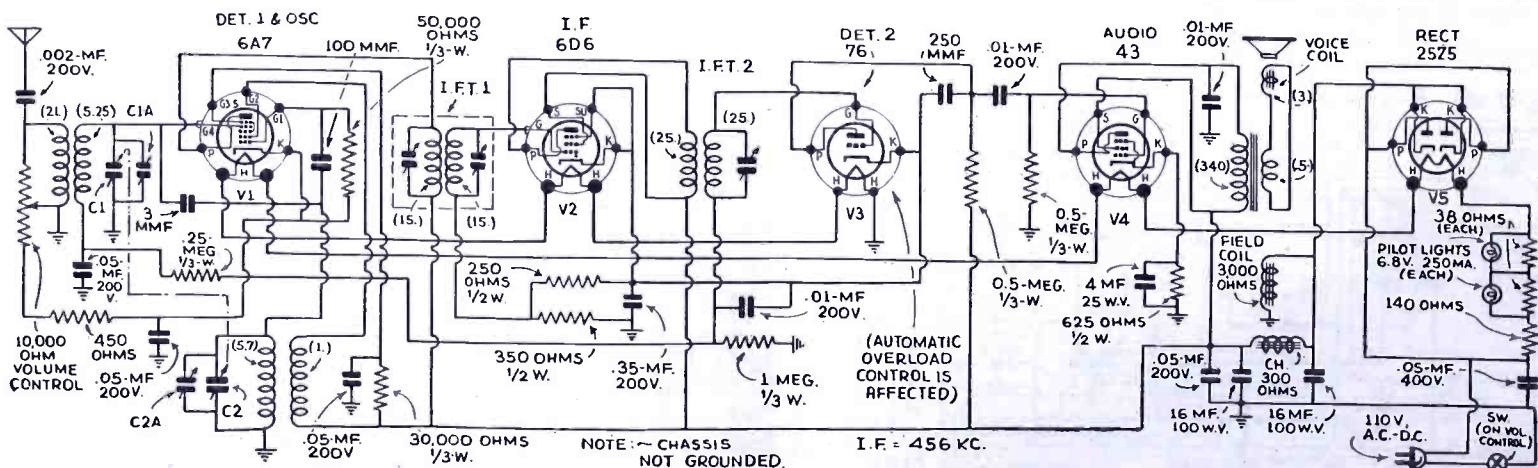 DET. 1 & OSC
6A7
50,000
OHMS
1/3-W.
100 MMF.
I.F.
6D6
DET. 2
76
250
MMF
.01-MF.
200V.
AUDIO
43
.01-MF
200V.
VOICE
COIL
RECT
25Z5
.002-MF.
200V.
(21.)
(5.25)
C1A
C1
G3
S
G2
G1
G4
P
K
H
V1
I.F.T. 1
(15.)
(15.)
S
SU
G
P
K
H
H
V2
I.F.T. 2
(25.)
(25.)
G
P
K
H
H
V3
S
G
P
K
H
H
V4
(340)
(3.)
(.5)
K
K
P
P
H
H
V5
3
MMF
.05-
MF.
200
V.
.25-
MEG
1/3-W.
10,000
OHM
VOLUME
CONTROL
450
OHMS
.05-MF.
200V.
C2A
C2
(5.7)
(1.)
.05-MF.
200V
30,000 OHMS
1/3-W.
250
OHMS
1/2 W.
350 OHMS
1/2 W.
.35-MF.
200V.
.01-MF
200V.
1 MEG.
1/3 W.
(AUTOMATIC
OVERLOAD
CONTROL IS
AFFECTED)
0.5-MEG.
1/3-W.
0.5-
MEG.
1/3-W.
4 MF
25 W.V.
625 OHMS
1/2 W.
FIELD
COIL
3,000
OHMS
38 OHMS
(EACH)
PILOT LIGHTS
6.8V. 250MA.
(EACH)
140 OHMS
.05-MF.
200V.
CH.
300
OHMS
16 MF.
100 W.V.
16 MF.
100 W.V.
.05-MF.-
400V.
110V,
A.C.-D.C.
SW.
(ON VOL.
CONTROL)
NOTE:~ CHASSIS
NOT GROUNDED.
I.F. = 456 KC.